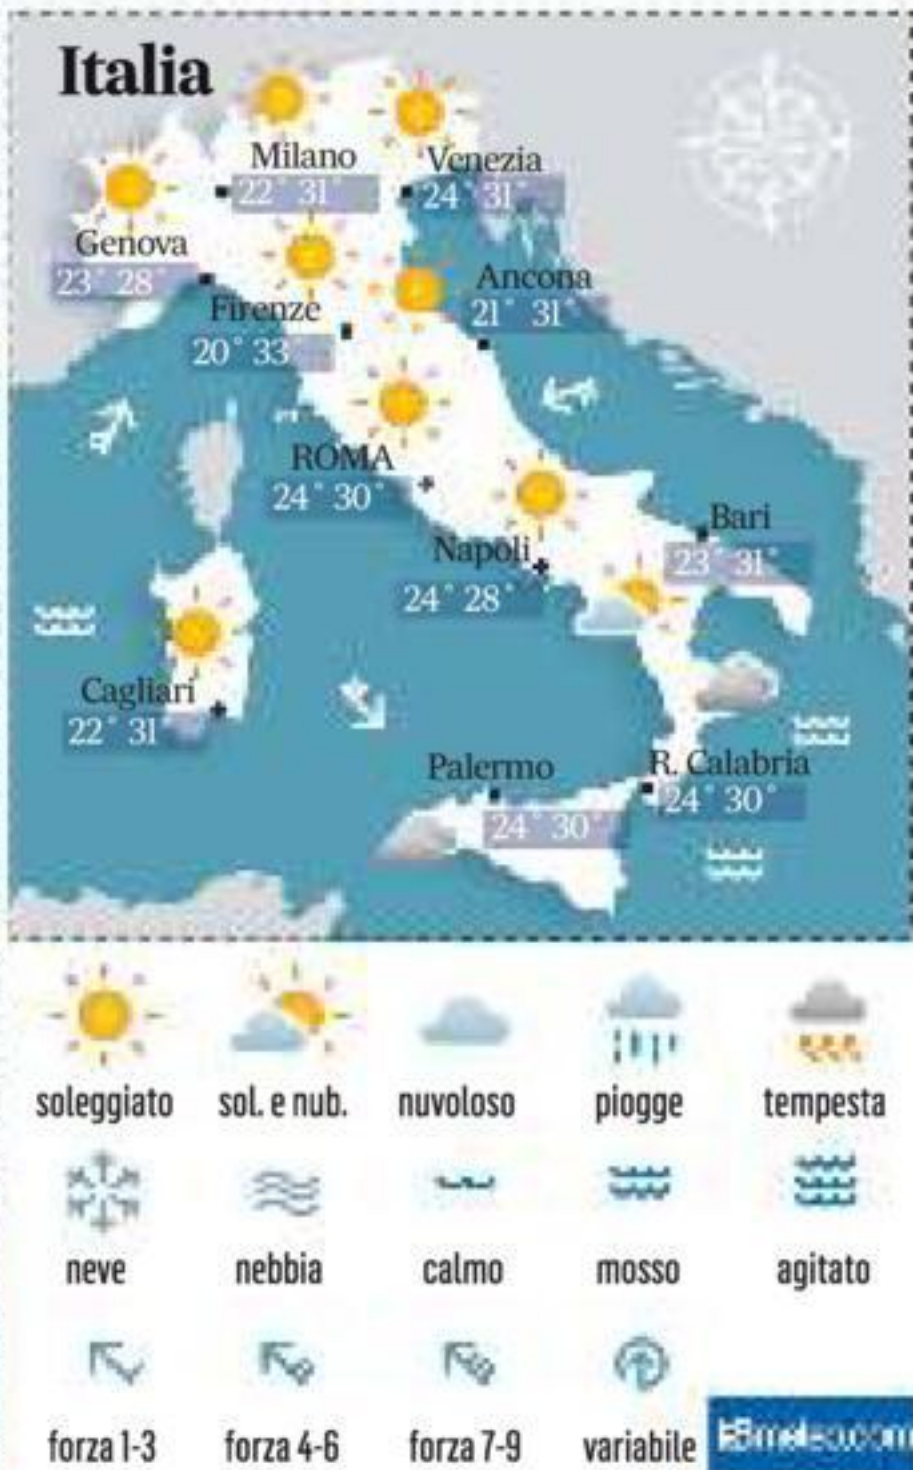 Italia
Milano
22° 31°
Venezia
24° 31°
Genova
23° 28°
Firenze
20° 33
Ancona
21° 31°
ROMA
24° 30°
Napoli
24° 28°
Bari
23° 31°
Cagliari
22° 31
Palermo
24° 30°
R. Calabria
24° 30°
soleggiato sol. e nub. nuvoloso piogge tempesta
neve nebbia calmo mosso agitato
forza 1-3 forza 4-6 forza 7-9 variabile